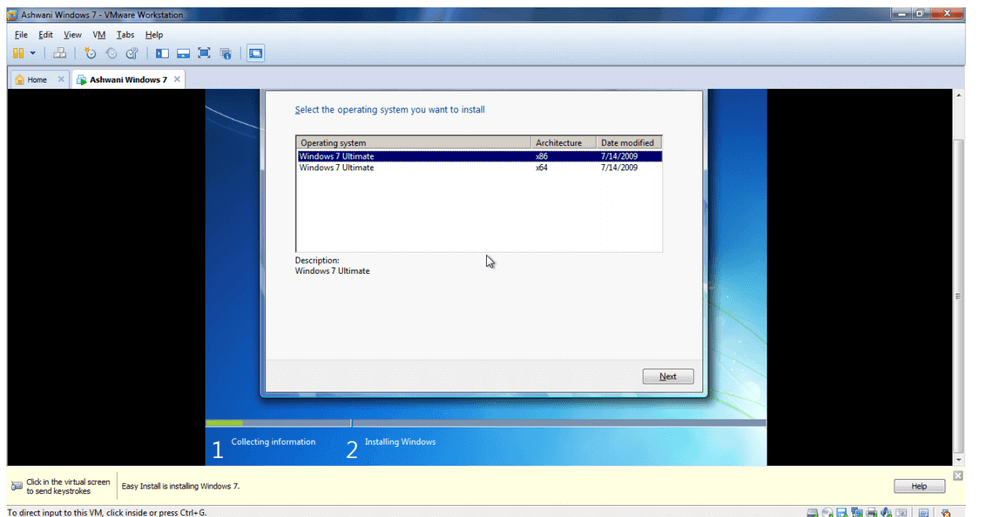 Ashwani Windows 7 - VMware Workstation
File Edit View VM Tabs Help
Home Ashwani Windows 7
Select the operating system you want to install
Operating system Architecture Date modified
Windows 7 Ultimate x86 7/14/2009
Windows 7 Ultimate x64 7/14/2009
Description:
Windows 7 Ultimate
Next
1 Collecting information 2 Installing Windows
Click in the virtual screen
to send keystrokes
Easy Install is installing Windows 7.
Help
To direct input to this VM, click inside or press Ctrl+G.